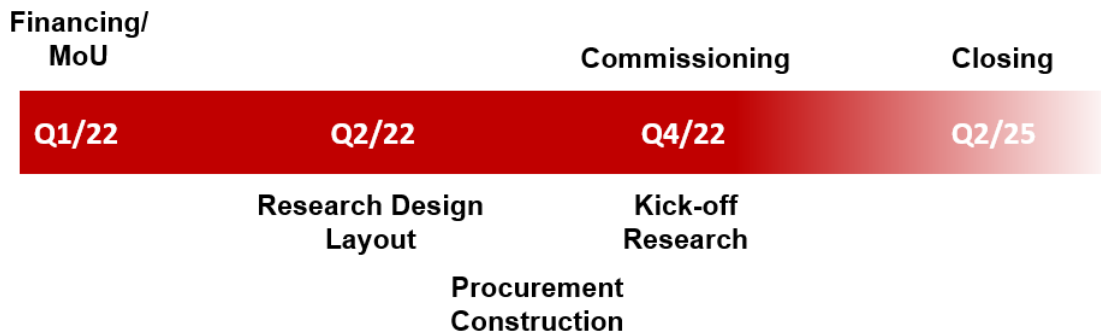 Financing/
MoU
Commissioning
Closing
Q1/22
Q2/22
Q4/22
Q2/25
Research Design
Layout
Kick-off
Research
Procurement
Construction